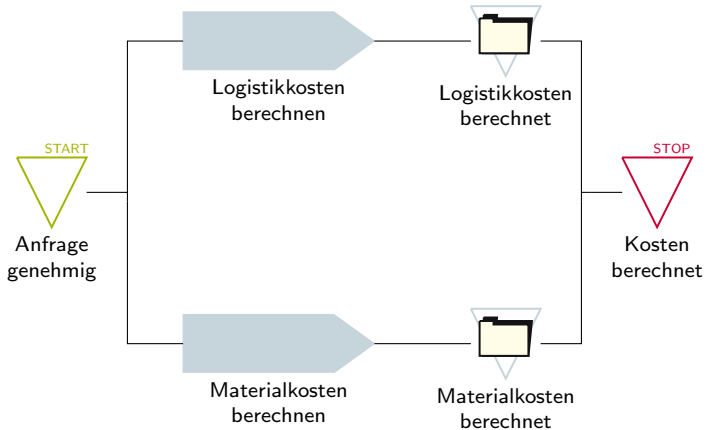 Logistikkosten
berechnen
Logistikkosten
berechnet
START
Anfrage
genehmig
STOP
Kosten
berechnet
Materialkosten
berechnen
Materialkosten
berechnet